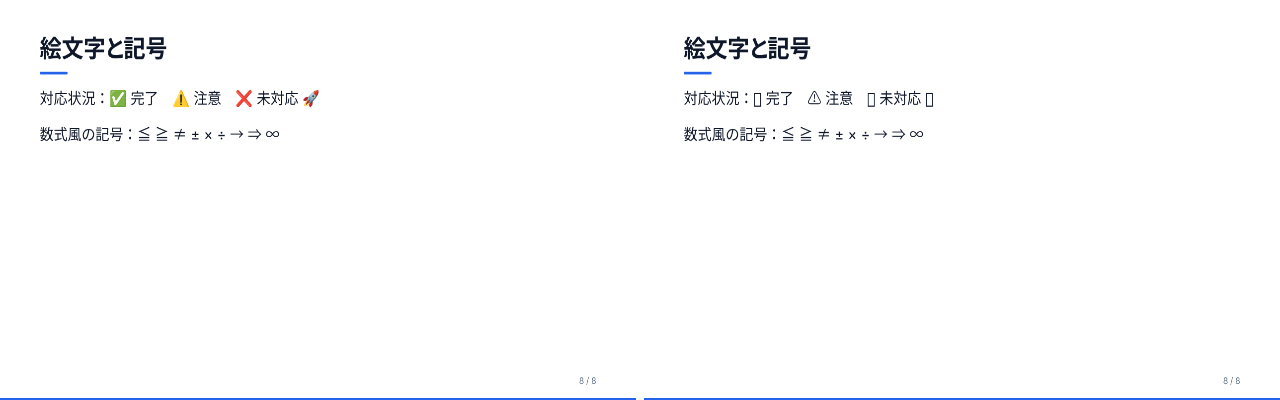 絵文字と記号
対応状況：✅ 完了　⚠️ 注意　❌ 未対応 🚀
数式風の記号：≦ ≧ ≠ ± × ÷ → ⇒ ∞
8 / 8
絵文字と記号
対応状況：▯ 完了　⚠ 注意　▯ 未対応 ▯
数式風の記号：≦ ≧ ≠ ± × ÷ → ⇒ ∞
8 / 8